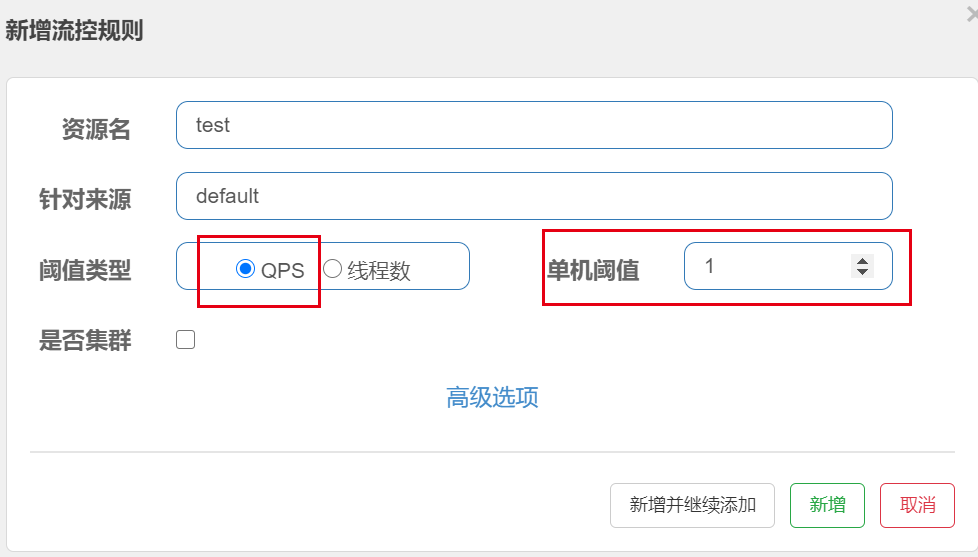 新增流控规则
资源名 test
针对来源 default
阈值类型 QPS 线程数 单机阈值 1
是否集群
高级选项
新增并继续添加 新增 取消